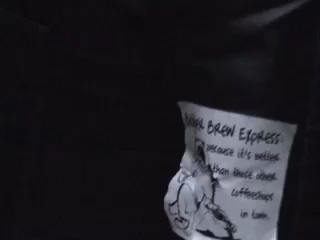 BREW EXPRESS:
because it's better
than those other
coffeeshops
in town.